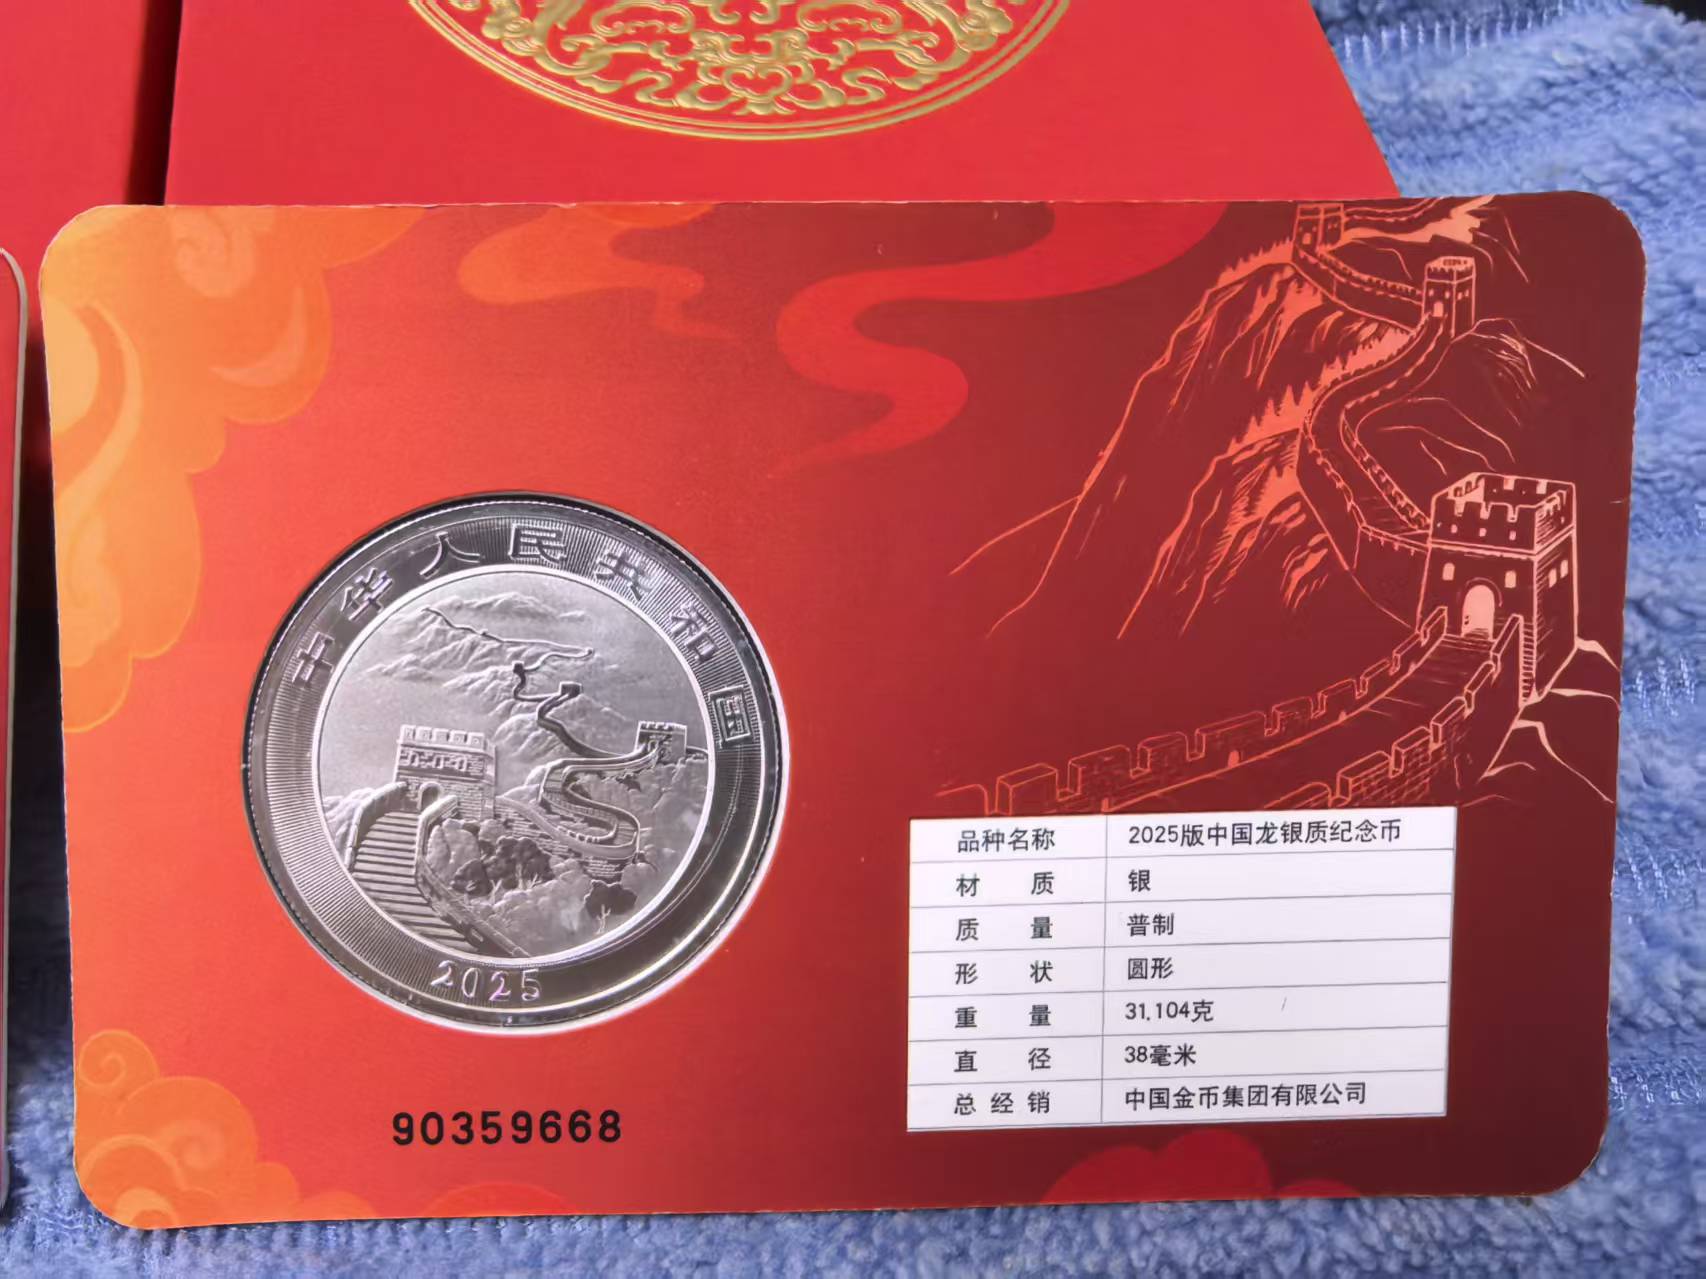 中华人民共和国
2025
90359668
品种名称 2025版中国龙银质纪念币
材 质 银
质 量 普制
形 状 圆形
重 量 31.104克
直 径 38毫米
总 经 销 中国金币集团有限公司